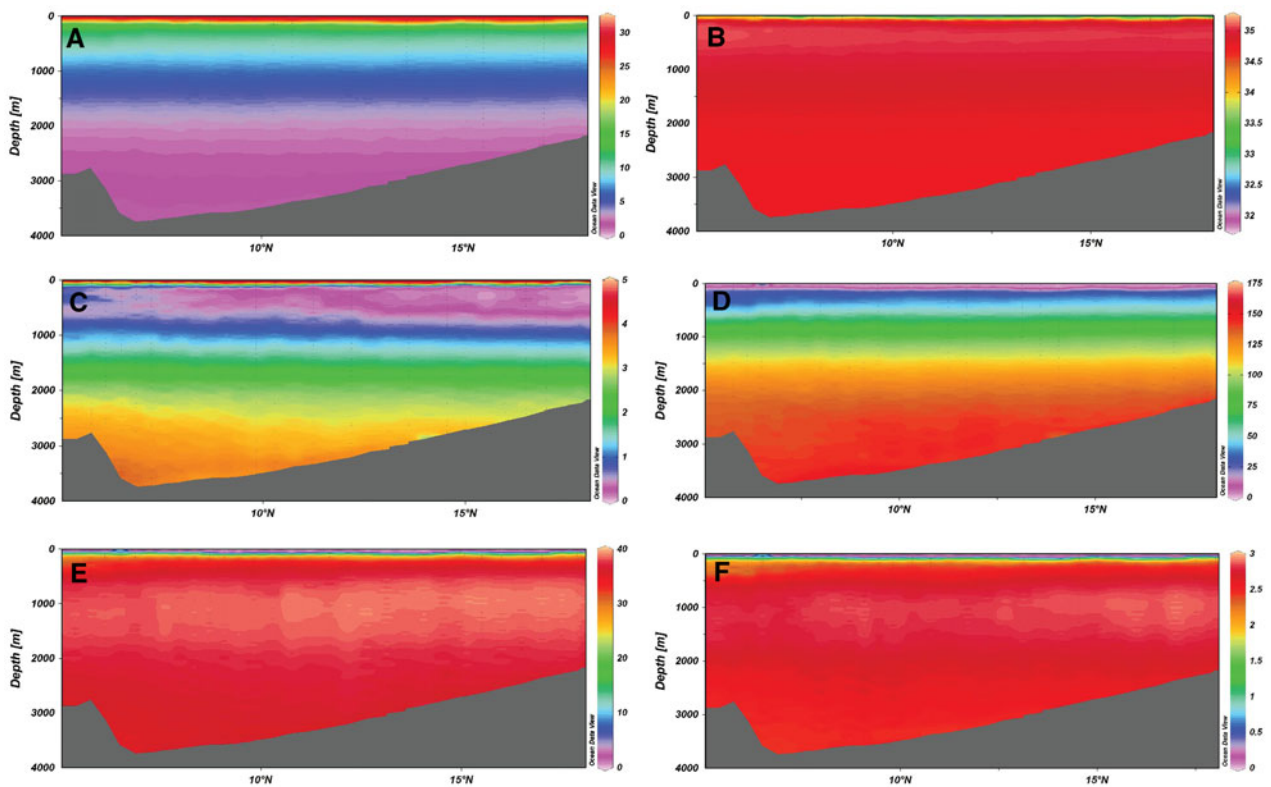 A
Depth [m]
0
1000
2000
3000
4000
10°N
15°N
30
25
20
15
10
5
0
Ocean Data View
B
Depth [m]
0
1000
2000
3000
4000
10°N
15°N
35
34.5
34
33.5
33
32.5
32
Ocean Data View
C
Depth [m]
0
1000
2000
3000
4000
10°N
15°N
5
4
3
2
1
0
Ocean Data View
D
Depth [m]
0
1000
2000
3000
4000
10°N
15°N
175
150
125
100
75
50
25
0
Ocean Data View
E
Depth [m]
0
1000
2000
3000
4000
10°N
15°N
40
30
20
10
0
Ocean Data View
F
Depth [m]
0
1000
2000
3000
4000
10°N
15°N
3
2.5
2
1.5
1
0.5
0
Ocean Data View